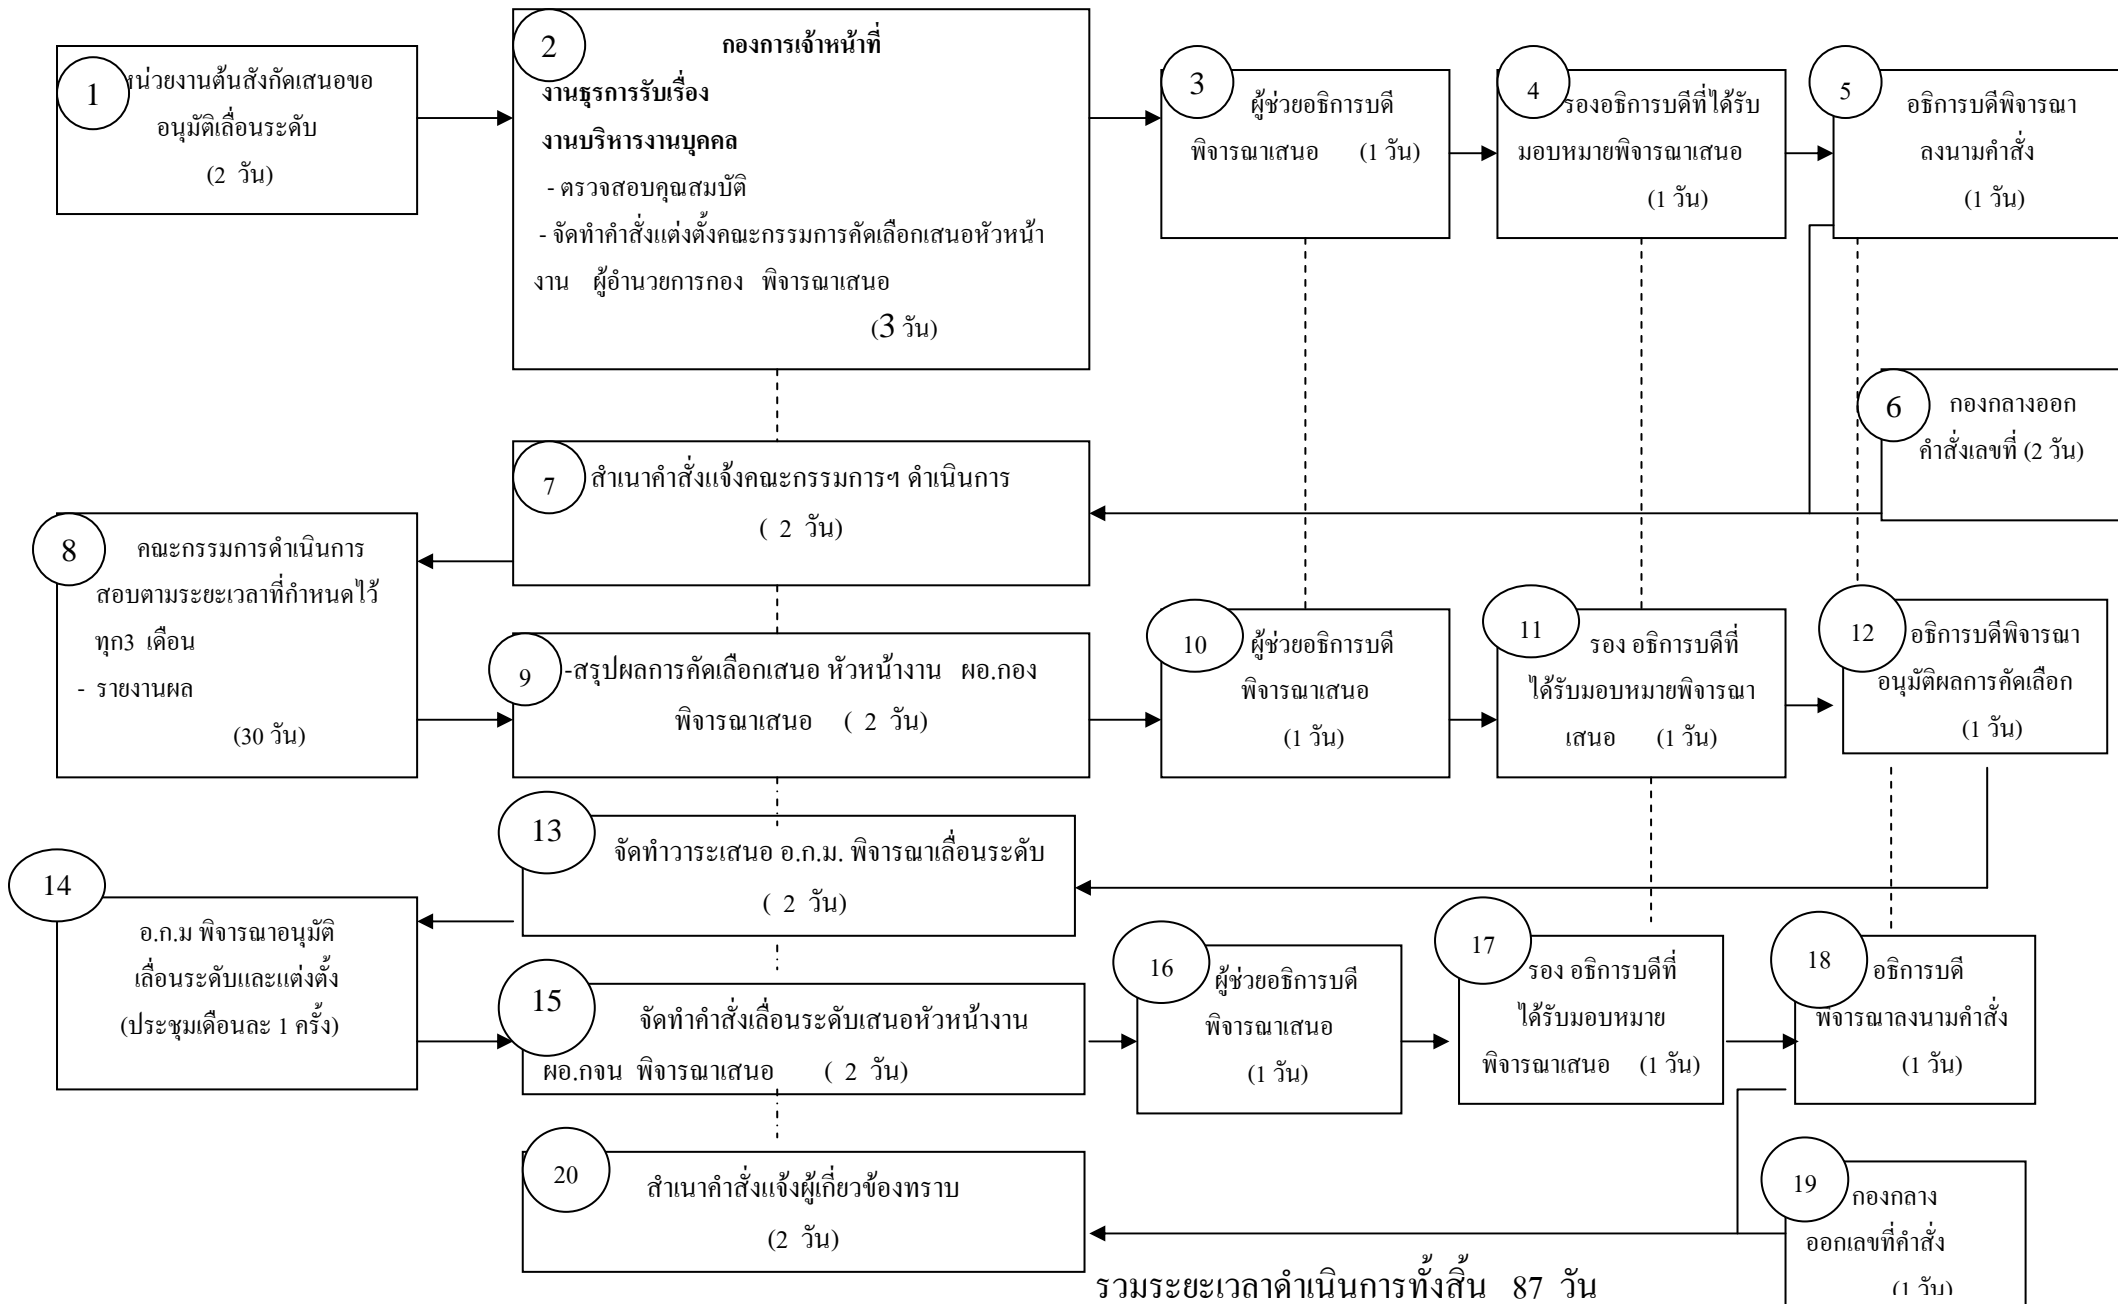 1
หน่วยงานต้นสังกัดเสนอขอ
อนุมัติเลื่อนระดับ
(2 วัน)
2
กองการเจ้าหน้าที่
งานธุรการรับเรื่อง
งานบริหารงานบุคคล
- ตรวจสอบคุณสมบัติ
- จัดทำคำสั่งแต่งตั้งคณะกรรมการคัดเลือกเสนอหัวหน้า
งาน ผู้อำนวยการกอง พิจารณาเสนอ
(3 วัน)
3
ผู้ช่วยอธิการบดี
พิจารณาเสนอ (1 วัน)
4
รองอธิการบดีที่ได้รับ
มอบหมายพิจารณาเสนอ
(1 วัน)
5
อธิการบดีพิจารณา
ลงนามคำสั่ง
(1 วัน)
6
กองกลางออก
คำสั่งเลขที่ (2 วัน)
7
สำเนาคำสั่งแจ้งคณะกรรมการฯ ดำเนินการ
( 2 วัน)
8
คณะกรรมการดำเนินการ
สอบตามระยะเวลาที่กำหนดไว้
ทุก3 เดือน
- รายงานผล
(30 วัน)
9
-สรุปผลการคัดเลือกเสนอ หัวหน้างาน ผอ.กอง
พิจารณาเสนอ ( 2 วัน)
10
ผู้ช่วยอธิการบดี
พิจารณาเสนอ
(1 วัน)
11
รอง อธิการบดีที่
ได้รับมอบหมายพิจารณา
เสนอ (1 วัน)
12
อธิการบดีพิจารณา
อนุมัติผลการคัดเลือก
(1 วัน)
13
จัดทำวาระเสนอ อ.ก.ม. พิจารณาเลื่อนระดับ
( 2 วัน)
14
อ.ก.ม พิจารณาอนุมัติ
เลื่อนระดับและแต่งตั้ง
(ประชุมเดือนละ 1 ครั้ง)
15
จัดทำคำสั่งเลื่อนระดับเสนอหัวหน้างาน
ผอ.กจน พิจารณาเสนอ ( 2 วัน)
16
ผู้ช่วยอธิการบดี
พิจารณาเสนอ
(1 วัน)
17
รอง อธิการบดีที่
ได้รับมอบหมาย
พิจารณาเสนอ (1 วัน)
18
อธิการบดี
พิจารณาลงนามคำสั่ง
(1 วัน)
19
กองกลาง
ออกเลขที่คำสั่ง
(1 วัน)
20
สำเนาคำสั่งแจ้งผู้เกี่ยวข้องทราบ
(2 วัน)
รวมระยะเวลาดำเนินการทั้งสิ้น 87 วัน